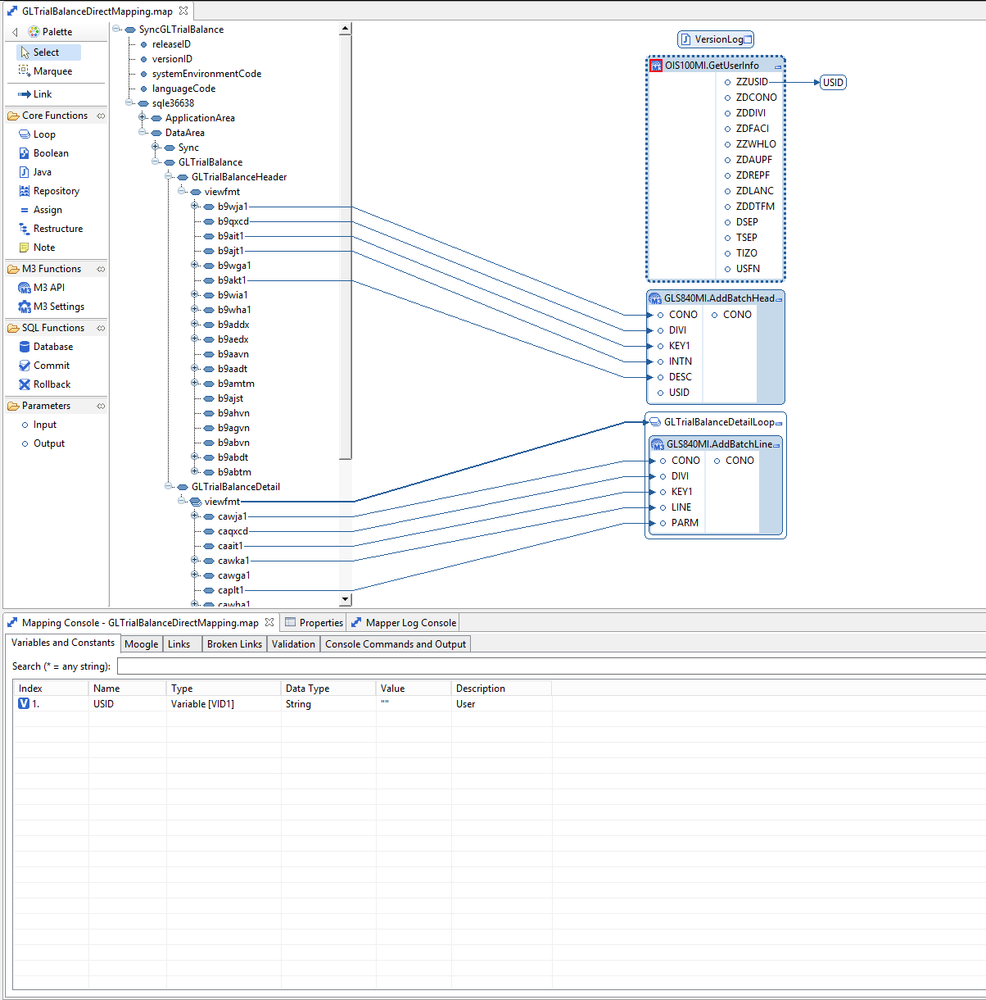 GLTrialBalanceDirectMapping.map
Palette
Select
Marquee
Link
Core Functions
Loop
Boolean
Java
Repository
Assign
Restructure
Note
M3 Functions
M3 API
M3 Settings
SQL Functions
Database
Commit
Rollback
Parameters
Input
Output
SyncGLTrialBalance
releaseID
versionID
systemEnvironmentCode
languageCode
sqle36638
ApplicationArea
DataArea
Sync
GLTrialBalance
GLTrialBalanceHeader
viewfmt
b9wja1
b9qxcd
b9ait1
b9ajt1
b9wga1
b9akt1
b9wia1
b9wha1
b9addx
b9aedx
b9aavn
b9aadt
b9amtm
b9ajst
b9ahvn
b9agvn
b9abvn
b9abdt
b9abtm
GLTrialBalanceDetail
viewfmt
cawja1
caqxcd
caait1
cawka1
cawga1
caplt1
cawha1
VersionLog
OIS100MI.GetUserInfo
ZZUSID
USID
ZDCONO
ZDDIVI
ZDFACI
ZZWHLO
ZDAUPF
ZDREPF
ZDLANC
ZDDTFM
DSEP
TSEP
TIZO
USFN
GLS840MI.AddBatchHead
CONO CONO
DIVI
KEY1
INTN
DESC
USID
GLTrialBalanceDetailLoop
GLS840MI.AddBatchLine
CONO CONO
DIVI
KEY1
LINE
PARM
Mapping Console - GLTrialBalanceDirectMapping.map Properties Mapper Log Console
Variables and Constants Moogle Links Broken Links Validation Console Commands and Output
Search (* = any string):
Index Name Type Data Type Value Description
1. USID Variable [VID1] String "" User